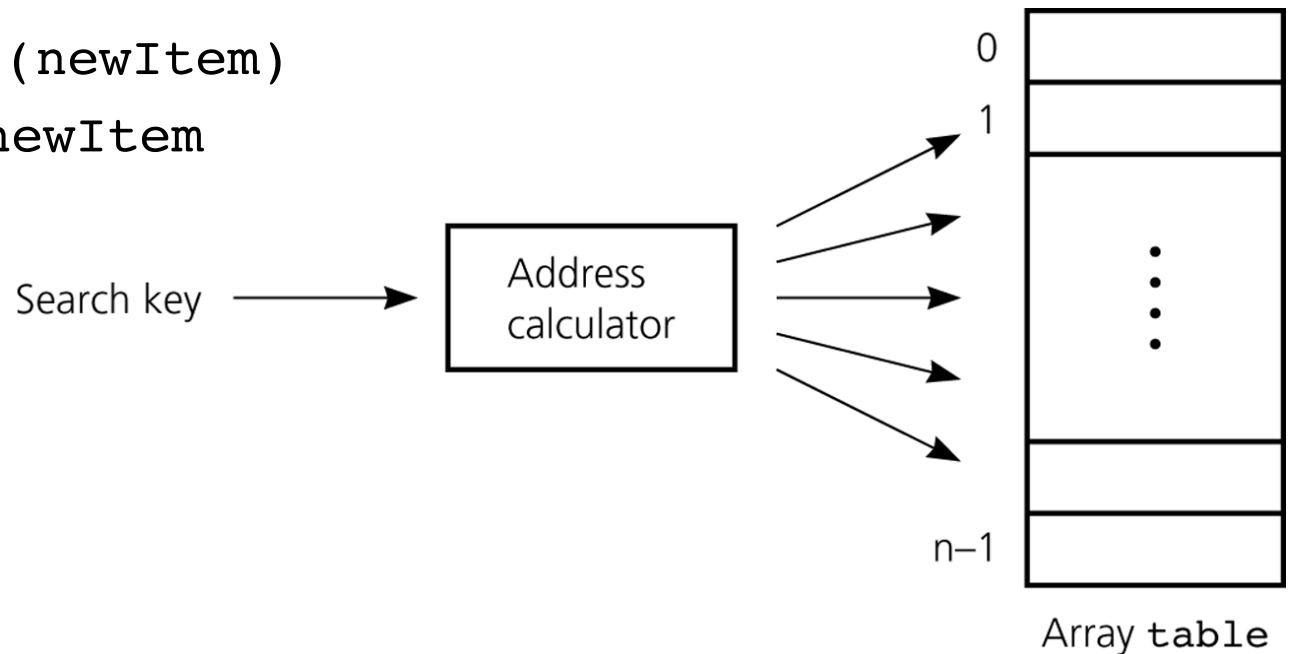 (newItem)
newItem
0
1
Search key
Address
calculator
n–1
Array table